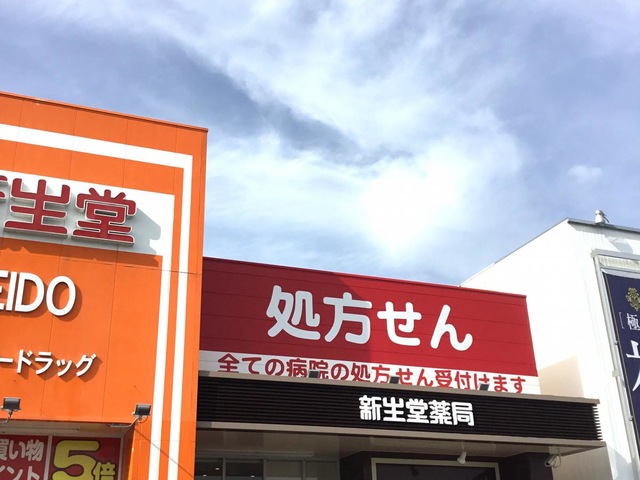 新生堂
EIDO
ードラッグ
買い物
イント
5倍
処方せん
全ての病院の処方せん受付けます
新生堂薬局
極